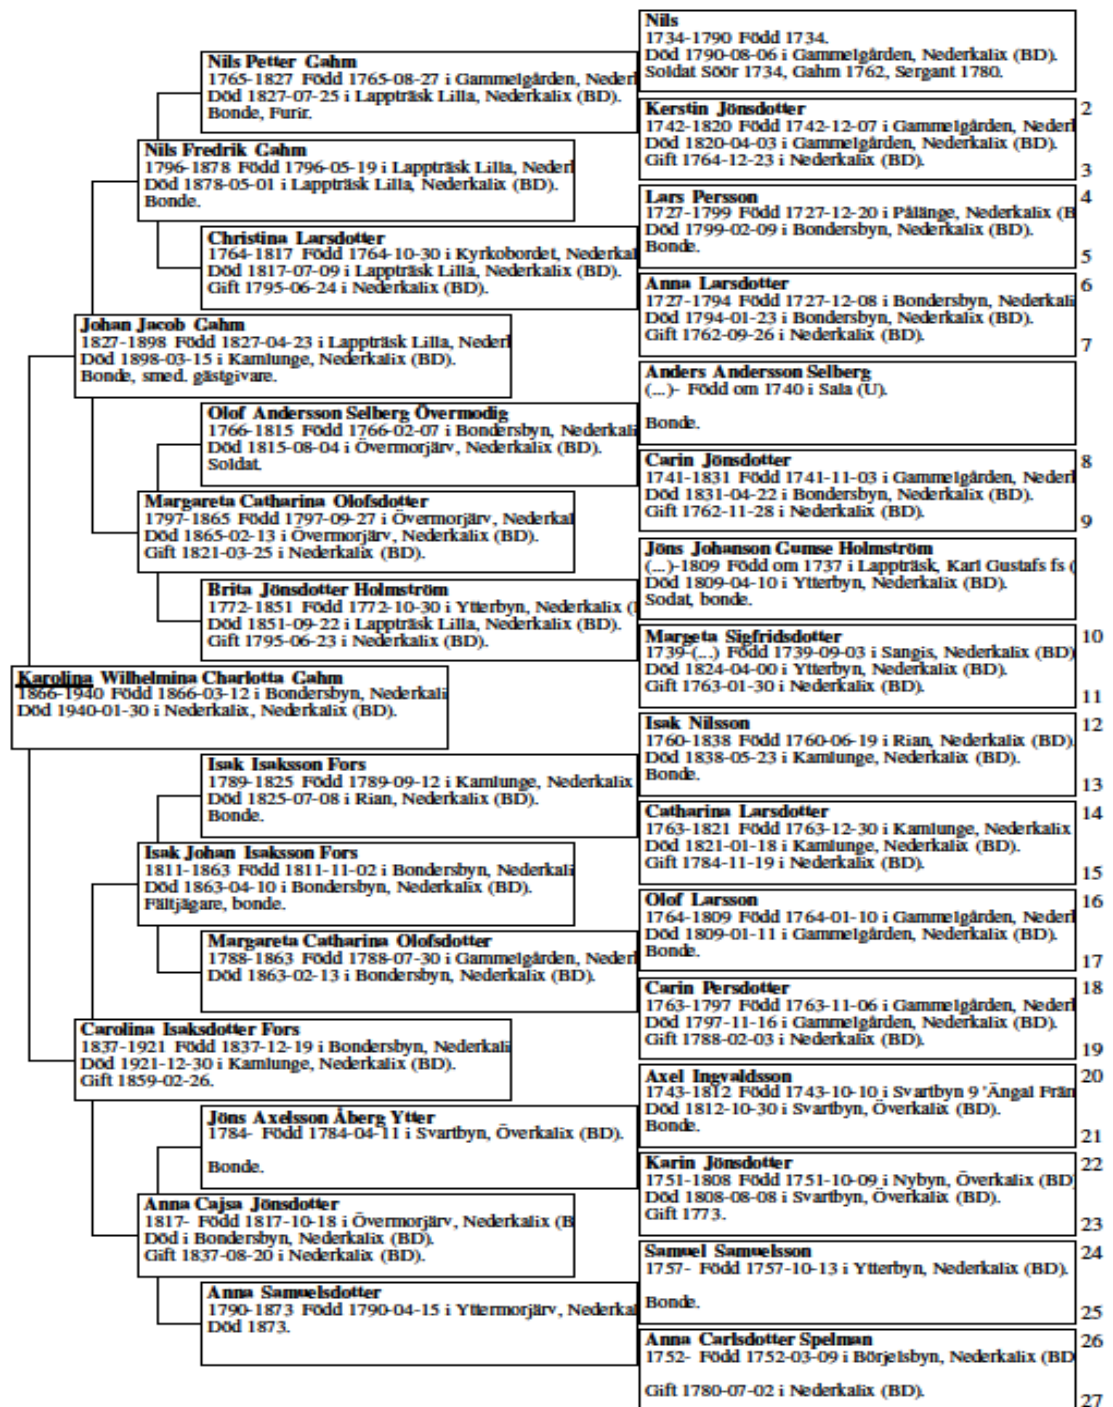 Nils
1734-1790 Född 1734.
Död 1790-08-06 i Gammelgården, Nederkalix (BD).
Soldat Söör 1734, Gahm 1762, Sergant 1780.
Nils Petter Gahm
1765-1827 Född 1765-08-27 i Gammelgården, Nederl
Död 1827-07-25 i Lappträsk Lilla, Nederkalix (BD).
Bonde, Furir.
Kerstin Jönsdotter
1742-1820 Född 1742-12-07 i Gammelgården, Nederl
Död 1820-04-03 i Gammelgården, Nederkalix (BD).
Gift 1764-12-23 i Nederkalix (BD).
2
3
Nils Fredrik Gahm
1796-1878 Född 1796-05-19 i Lappträsk Lilla, Nederl
Död 1878-05-01 i Lappträsk Lilla, Nederkalix (BD).
Bonde.
Lars Persson
1727-1799 Född 1727-12-20 i Pålänge, Nederkalix (B
Död 1799-02-09 i Bondersbyn, Nederkalix (BD).
Bonde.
4
5
Christina Larsdotter
1764-1817 Född 1764-10-30 i Kyrkobordet, Nederkal
Död 1817-07-09 i Lappträsk Lilla, Nederkalix (BD).
Gift 1795-06-24 i Nederkalix (BD).
Anna Larsdotter
1727-1794 Född 1727-12-08 i Bondersbyn, Nederkali
Död 1794-01-23 i Bondersbyn, Nederkalix (BD).
Gift 1762-09-26 i Nederkalix (BD).
6
7
Johan Jacob Gahm
1827-1898 Född 1827-04-23 i Lappträsk Lilla, Nederl
Död 1898-03-15 i Kamlunge, Nederkalix (BD).
Bonde, smed. gästgivare.
Anders Andersson Selberg
(...)- Född om 1740 i Sala (U).
Bonde.
Olof Andersson Selberg Övermodig
1766-1815 Född 1766-02-07 i Bondersbyn, Nederkali
Död 1815-08-04 i Övermorjärv, Nederkalix (BD).
Soldat.
Carin Jönsdotter
1741-1831 Född 1741-11-03 i Gammelgården, Nederl
Död 1831-04-22 i Bondersbyn, Nederkalix (BD).
Gift 1762-11-28 i Nederkalix (BD).
8
9
Margareta Catharina Olofsdotter
1797-1865 Född 1797-09-27 i Övermorjärv, Nederkal
Död 1865-02-13 i Övermorjärv, Nederkalix (BD).
Gift 1821-03-25 i Nederkalix (BD).
Jöns Johanson Gumse Holmström
(...)-1809 Född om 1737 i Lappträsk, Karl Gustafs fs (
Död 1809-04-10 i Ytterbyn, Nederkalix (BD).
Sodat, bonde.
Brita Jönsdotter Holmström
1772-1851 Född 1772-10-30 i Ytterbyn, Nederkalix (
Död 1851-09-22 i Lappträsk Lilla, Nederkalix (BD).
Gift 1795-06-23 i Nederkalix (BD).
Margeta Sigfridsdotter
1739-(...) Född 1739-09-03 i Sangis, Nederkalix (BD)
Död 1824-04-00 i Ytterbyn, Nederkalix (BD).
Gift 1763-01-30 i Nederkalix (BD).
10
11
Karolina Wilhelmina Charlotta Gahm
1866-1940 Född 1866-03-12 i Bondersbyn, Nederkali
Död 1940-01-30 i Nederkalix, Nederkalix (BD).
Isak Nilsson
1760-1838 Född 1760-06-19 i Rian, Nederkalix (BD).
Död 1838-05-23 i Kamlunge, Nederkalix (BD).
Bonde.
12
13
Isak Isaksson Fors
1789-1825 Född 1789-09-12 i Kamlunge, Nederkalix
Död 1825-07-08 i Rian, Nederkalix (BD).
Bonde.
Catharina Larsdotter
1763-1821 Född 1763-12-30 i Kamlunge, Nederkalix
Död 1821-01-18 i Kamlunge, Nederkalix (BD).
Gift 1784-11-19 i Nederkalix (BD).
14
15
Isak Johan Isaksson Fors
1811-1863 Född 1811-11-02 i Bondersbyn, Nederkali
Död 1863-04-10 i Bondersbyn, Nederkalix (BD).
Fältjägare, bonde.
Olof Larsson
1764-1809 Född 1764-01-10 i Gammelgården, Nederl
Död 1809-01-11 i Gammelgården, Nederkalix (BD).
Bonde.
16
17
Margareta Catharina Olofsdotter
1788-1863 Född 1788-07-30 i Gammelgården, Nederl
Död 1863-02-13 i Bondersbyn, Nederkalix (BD).
Carin Persdotter
1763-1797 Född 1763-11-06 i Gammelgården, Nederl
Död 1797-11-16 i Gammelgården, Nederkalix (BD).
Gift 1788-02-03 i Nederkalix (BD).
18
19
Carolina Isaksdotter Fors
1837-1921 Född 1837-12-19 i Bondersbyn, Nederkali
Död 1921-12-30 i Kamlunge, Nederkalix (BD).
Gift 1859-02-26.
Axel Ingvaldsson
1743-1812 Född 1743-10-10 i Svartbyn 9 'Ängal Frän
Död 1812-10-30 i Svartbyn, Överkalix (BD).
Bonde.
20
21
Jöns Axelsson Åberg Ytter
1784- Född 1784-04-11 i Svartbyn, Överkalix (BD).
Bonde.
Karin Jönsdotter
1751-1808 Född 1751-10-09 i Nybyn, Överkalix (BD)
Död 1808-08-08 i Svartbyn, Överkalix (BD).
Gift 1773.
22
23
Anna Cajsa Jönsdotter
1817- Född 1817-10-18 i Övermorjärv, Nederkalix (B
Död i Bondersbyn, Nederkalix (BD).
Gift 1837-08-20 i Nederkalix (BD).
Samuel Samuelsson
1757- Född 1757-10-13 i Ytterbyn, Nederkalix (BD).
Bonde.
24
25
Anna Samuelsdotter
1790-1873 Född 1790-04-15 i Yttermorjärv, Nederkal
Död 1873.
Anna Carlsdotter Spelman
1752- Född 1752-03-09 i Börjelsbyn, Nederkalix (BD
Gift 1780-07-02 i Nederkalix (BD).
26
27